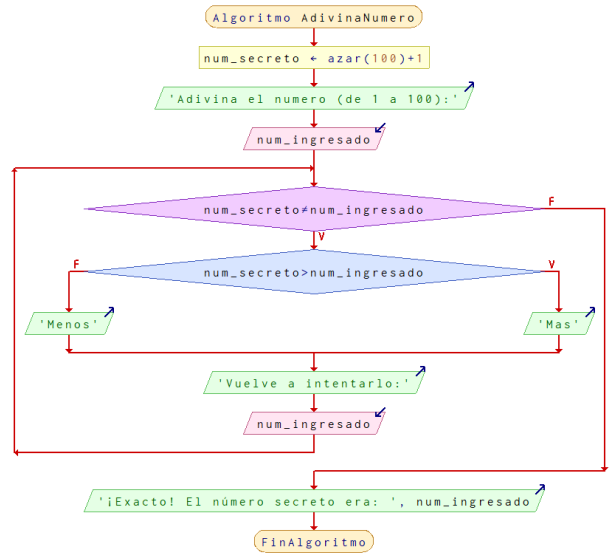 Algoritmo AdivinaNumero
num_secreto ← azar(100)+1
'Adivina el numero (de 1 a 100):'
num_ingresado
num_secreto≠num_ingresado
F
V
num_secreto>num_ingresado
F
V
'Menos'
'Mas'
'Vuelve a intentarlo:'
num_ingresado
'¡Exacto! El número secreto era: ', num_ingresado
FinAlgoritmo